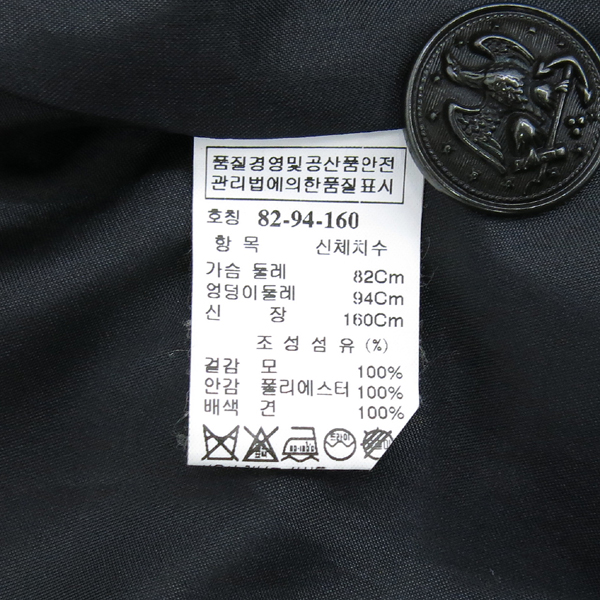 품질경영및공산품안전
관리법에의한품질표시
호칭 82-94-160
항 목 신체치수
가슴 둘레 82Cm
엉덩이둘레 94Cm
신 장 160Cm
조성섬유(%)
겉감 모 100%
안감 폴리에스터 100%
배색 견 100%
드라이